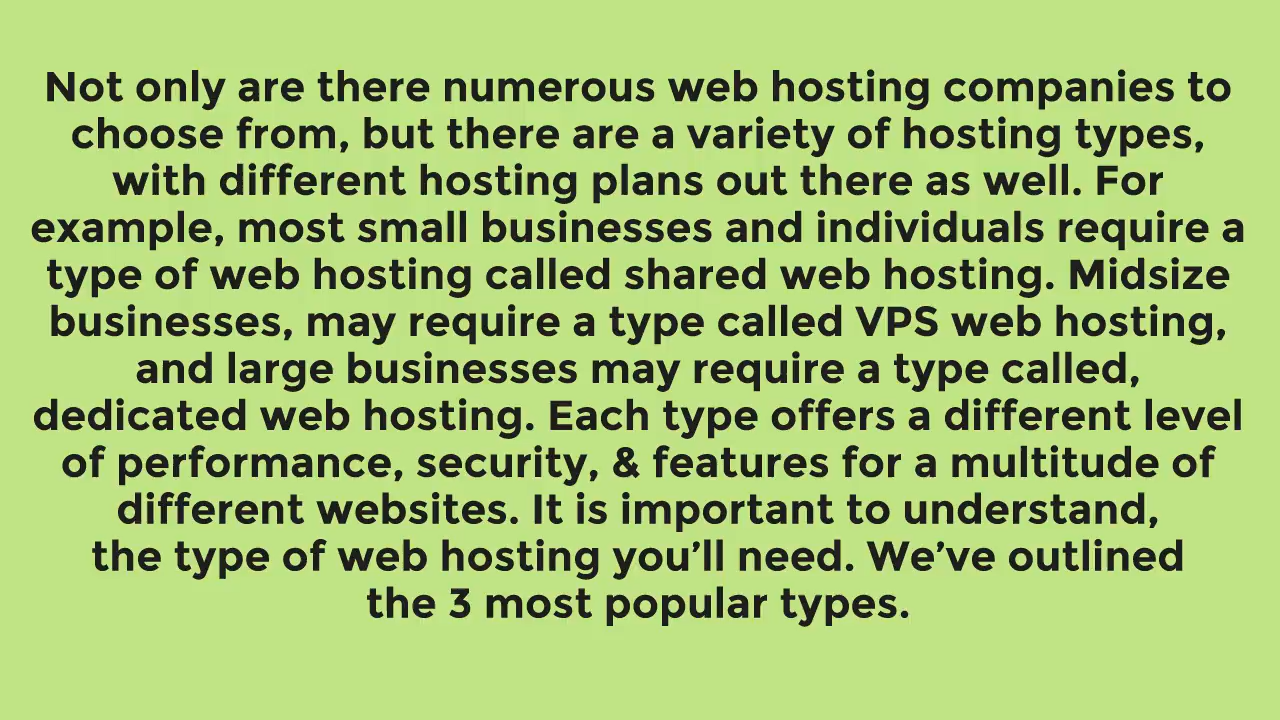 Not only are there numerous web hosting companies to
choose from, but there are a variety of hosting types,
with different hosting plans out there as well. For
example, most small businesses and individuals require a
type of web hosting called shared web hosting. Midsize
businesses, may require a type called VPS web hosting,
and large businesses may require a type called,
dedicated web hosting. Each type offers a different level
of performance, security, & features for a multitude of
different websites. It is important to understand,
the type of web hosting you’ll need. We’ve outlined
the 3 most popular types.